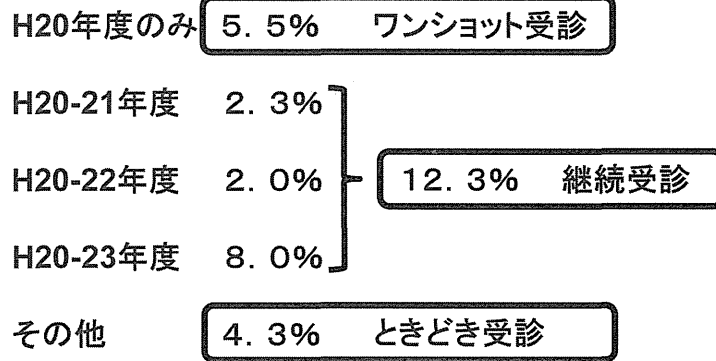 H20年度のみ 5.5% ワンショット受診
H20-21年度 2.3%
H20-22年度 2.0%
12.3% 継続受診
H20-23年度 8.0%
その他 4.3% ときどき受診